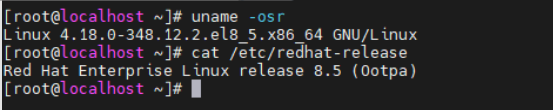 [root@localhost ~]# uname -osr
Linux 4.18.0-348.12.2.el8_5.x86_64 GNU/Linux
[root@localhost ~]# cat /etc/redhat-release
Red Hat Enterprise Linux release 8.5 (Ootpa)
[root@localhost ~]#